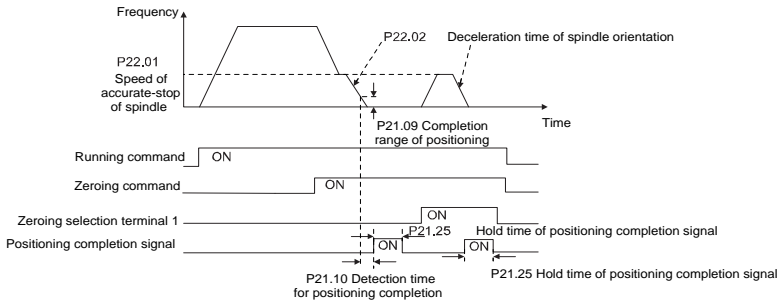 Frequency
P22.02
Deceleration time of spindle orientation
P22.01
Speed of
accurate-stop
of spindle
Time
P21.09 Completion
range of positioning
Running command
ON
Zeroing command
ON
Zeroing selection terminal 1
ON
P21.25
Hold time of positioning completion signal
Positioning completion signal
ON
ON
P21.10 Detection time
for positioning completion
P21.25 Hold time of positioning completion signal